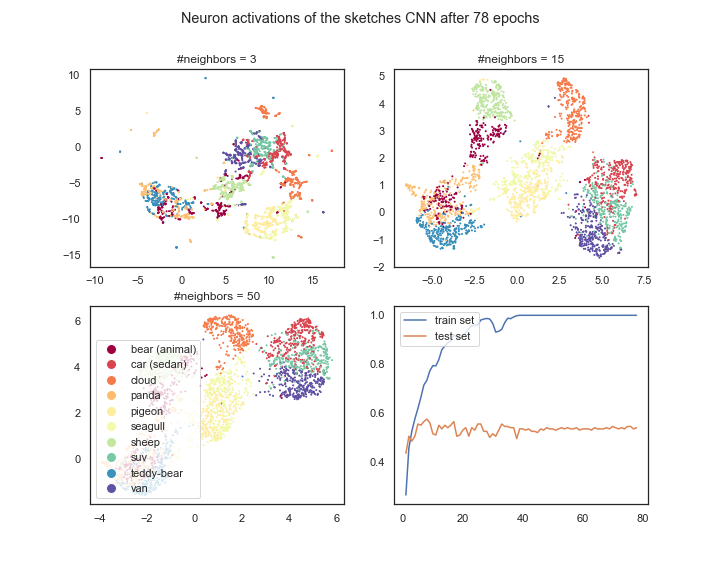 Neuron activations of the sketches CNN after 78 epochs
#neighbors = 3
10
5
0
−5
−10
−15
−10
−5
0
5
10
15
#neighbors = 15
5
4
3
2
1
0
−1
−2
−5.0
−2.5
0.0
2.5
5.0
7.5
#neighbors = 50
6
4
2
0
−4
−2
0
2
4
6
bear (animal)
car (sedan)
cloud
panda
pigeon
seagull
sheep
suv
teddy-bear
van
1.0
0.8
0.6
0.4
0
20
40
60
80
train set
test set